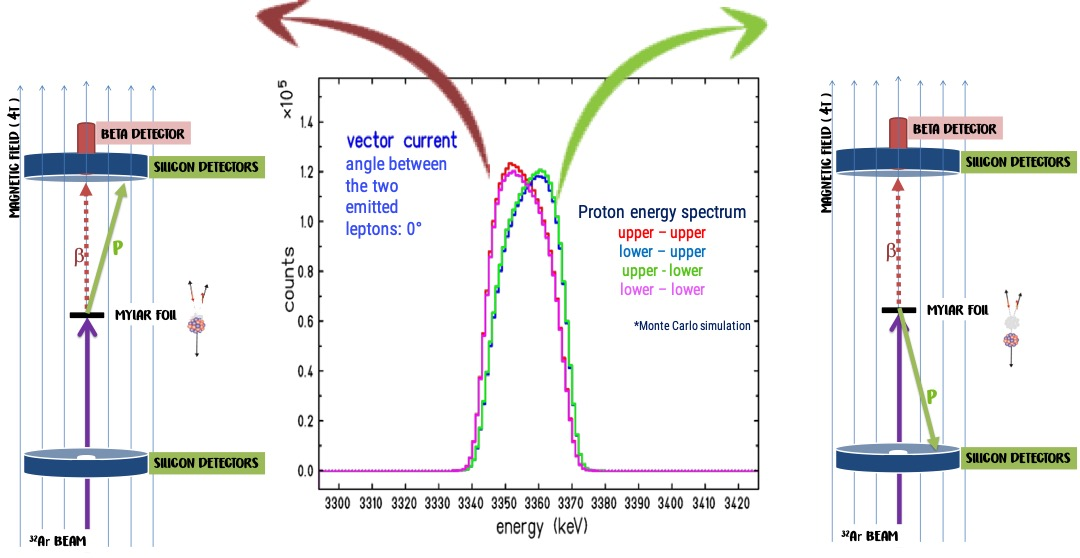 MAGNETIC FIELD ( 4T )
BETA DETECTOR
SILICON DETECTORS
β
P
MYLAR FOIL
SILICON DETECTORS
³²Ar BEAM
×10⁵
1.4
1.2
1.0
0.8
0.6
0.4
0.2
0.0
counts
vector current
angle between
the two
emitted
leptons: 0°
Proton energy spectrum
upper – upper
lower – upper
upper - lower
lower – lower
*Monte Carlo simulation
3300 3310 3320 3330 3340 3350 3360 3370 3380 3390 3400 3410 3420
energy (keV)
MAGNETIC FIELD ( 4T )
BETA DETECTOR
SILICON DETECTORS
β
MYLAR FOIL
P
SILICON DETECTORS
³²Ar BEAM